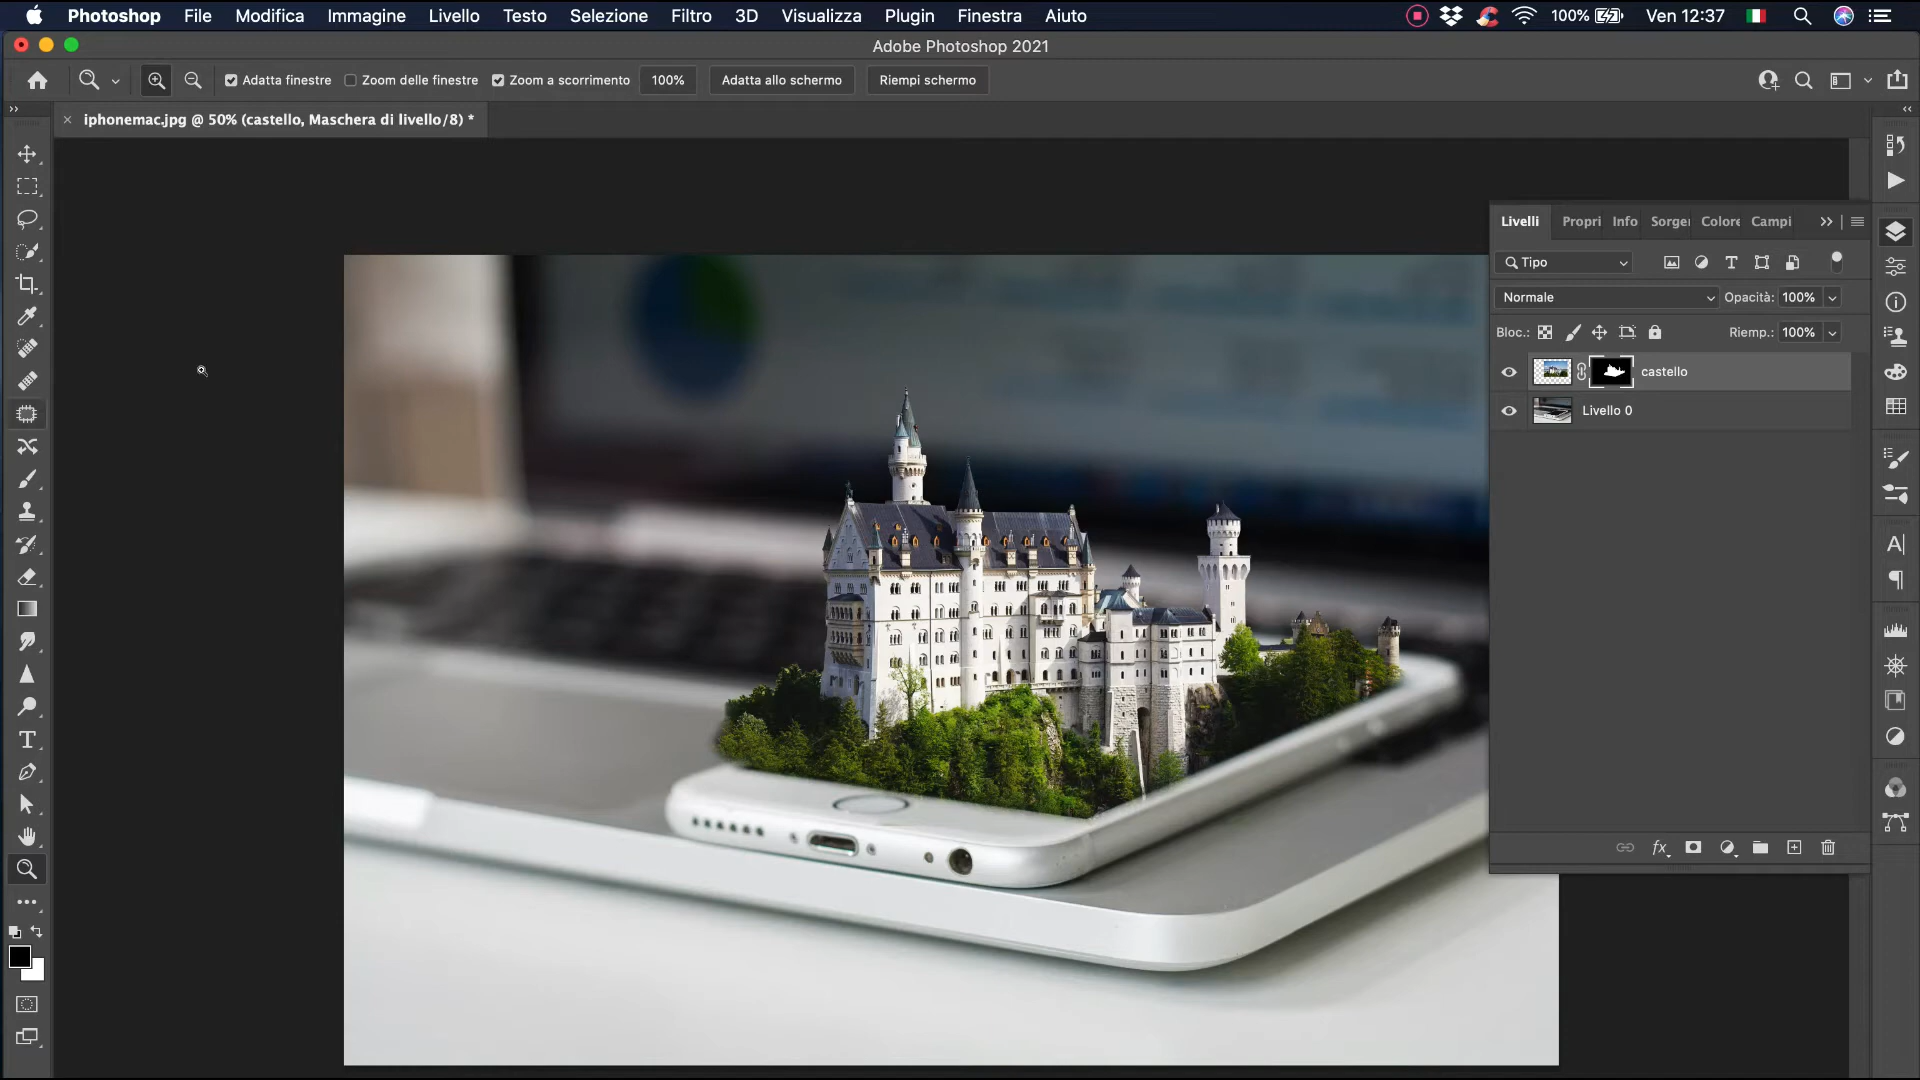 Photoshop File Modifica Immagine Livello Testo Selezione Filtro 3D Visualizza Plugin Finestra Aiuto 100% Ven 12:37
Adobe Photoshop 2021
Adatta finestre Zoom delle finestre Zoom a scorrimento 100% Adatta allo schermo Riempi schermo
iphonemac.jpg @ 50% (castello, Maschera di livello/8) *
Livelli Propri Info Sorger Colore Campi
Tipo
Normale Opacità: 100%
Bloc.: Riemp.: 100%
castello
Livello 0